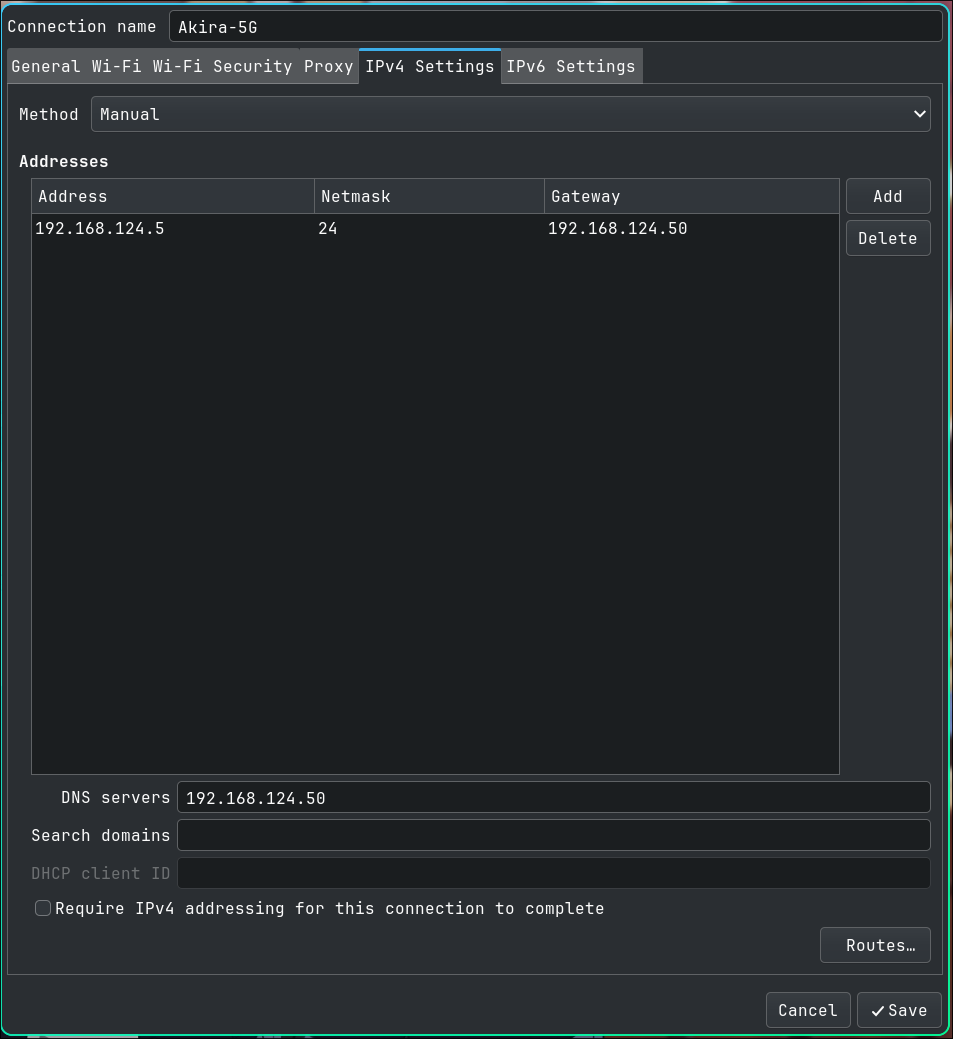 Connection name Akira-5G
General Wi-Fi Wi-Fi Security Proxy IPv4 Settings IPv6 Settings
Method Manual
Addresses
Address Netmask Gateway Add
192.168.124.5 24 192.168.124.50
Delete
DNS servers 192.168.124.50
Search domains
DHCP client ID
Require IPv4 addressing for this connection to complete
Routes…
Cancel Save